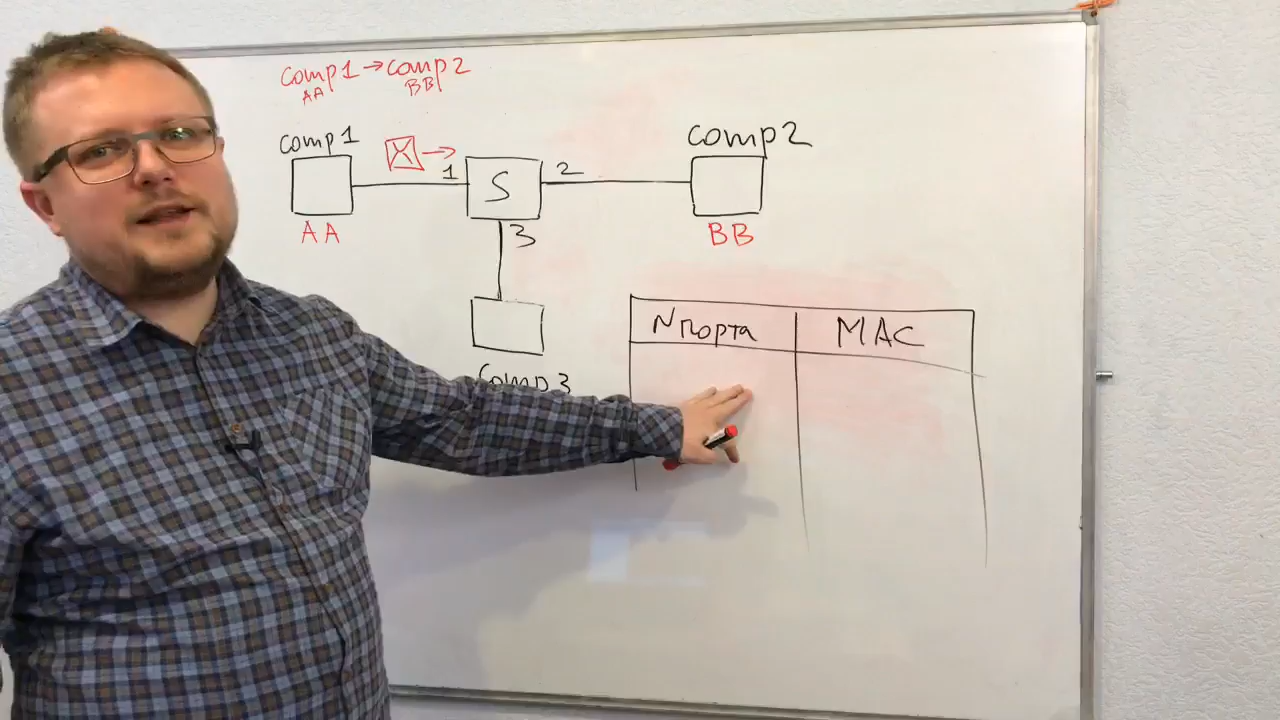 comp1→comp2
AA BB
comp1
comp2
1 S 2
AA
BB
3
Nпорта MAC
comp3